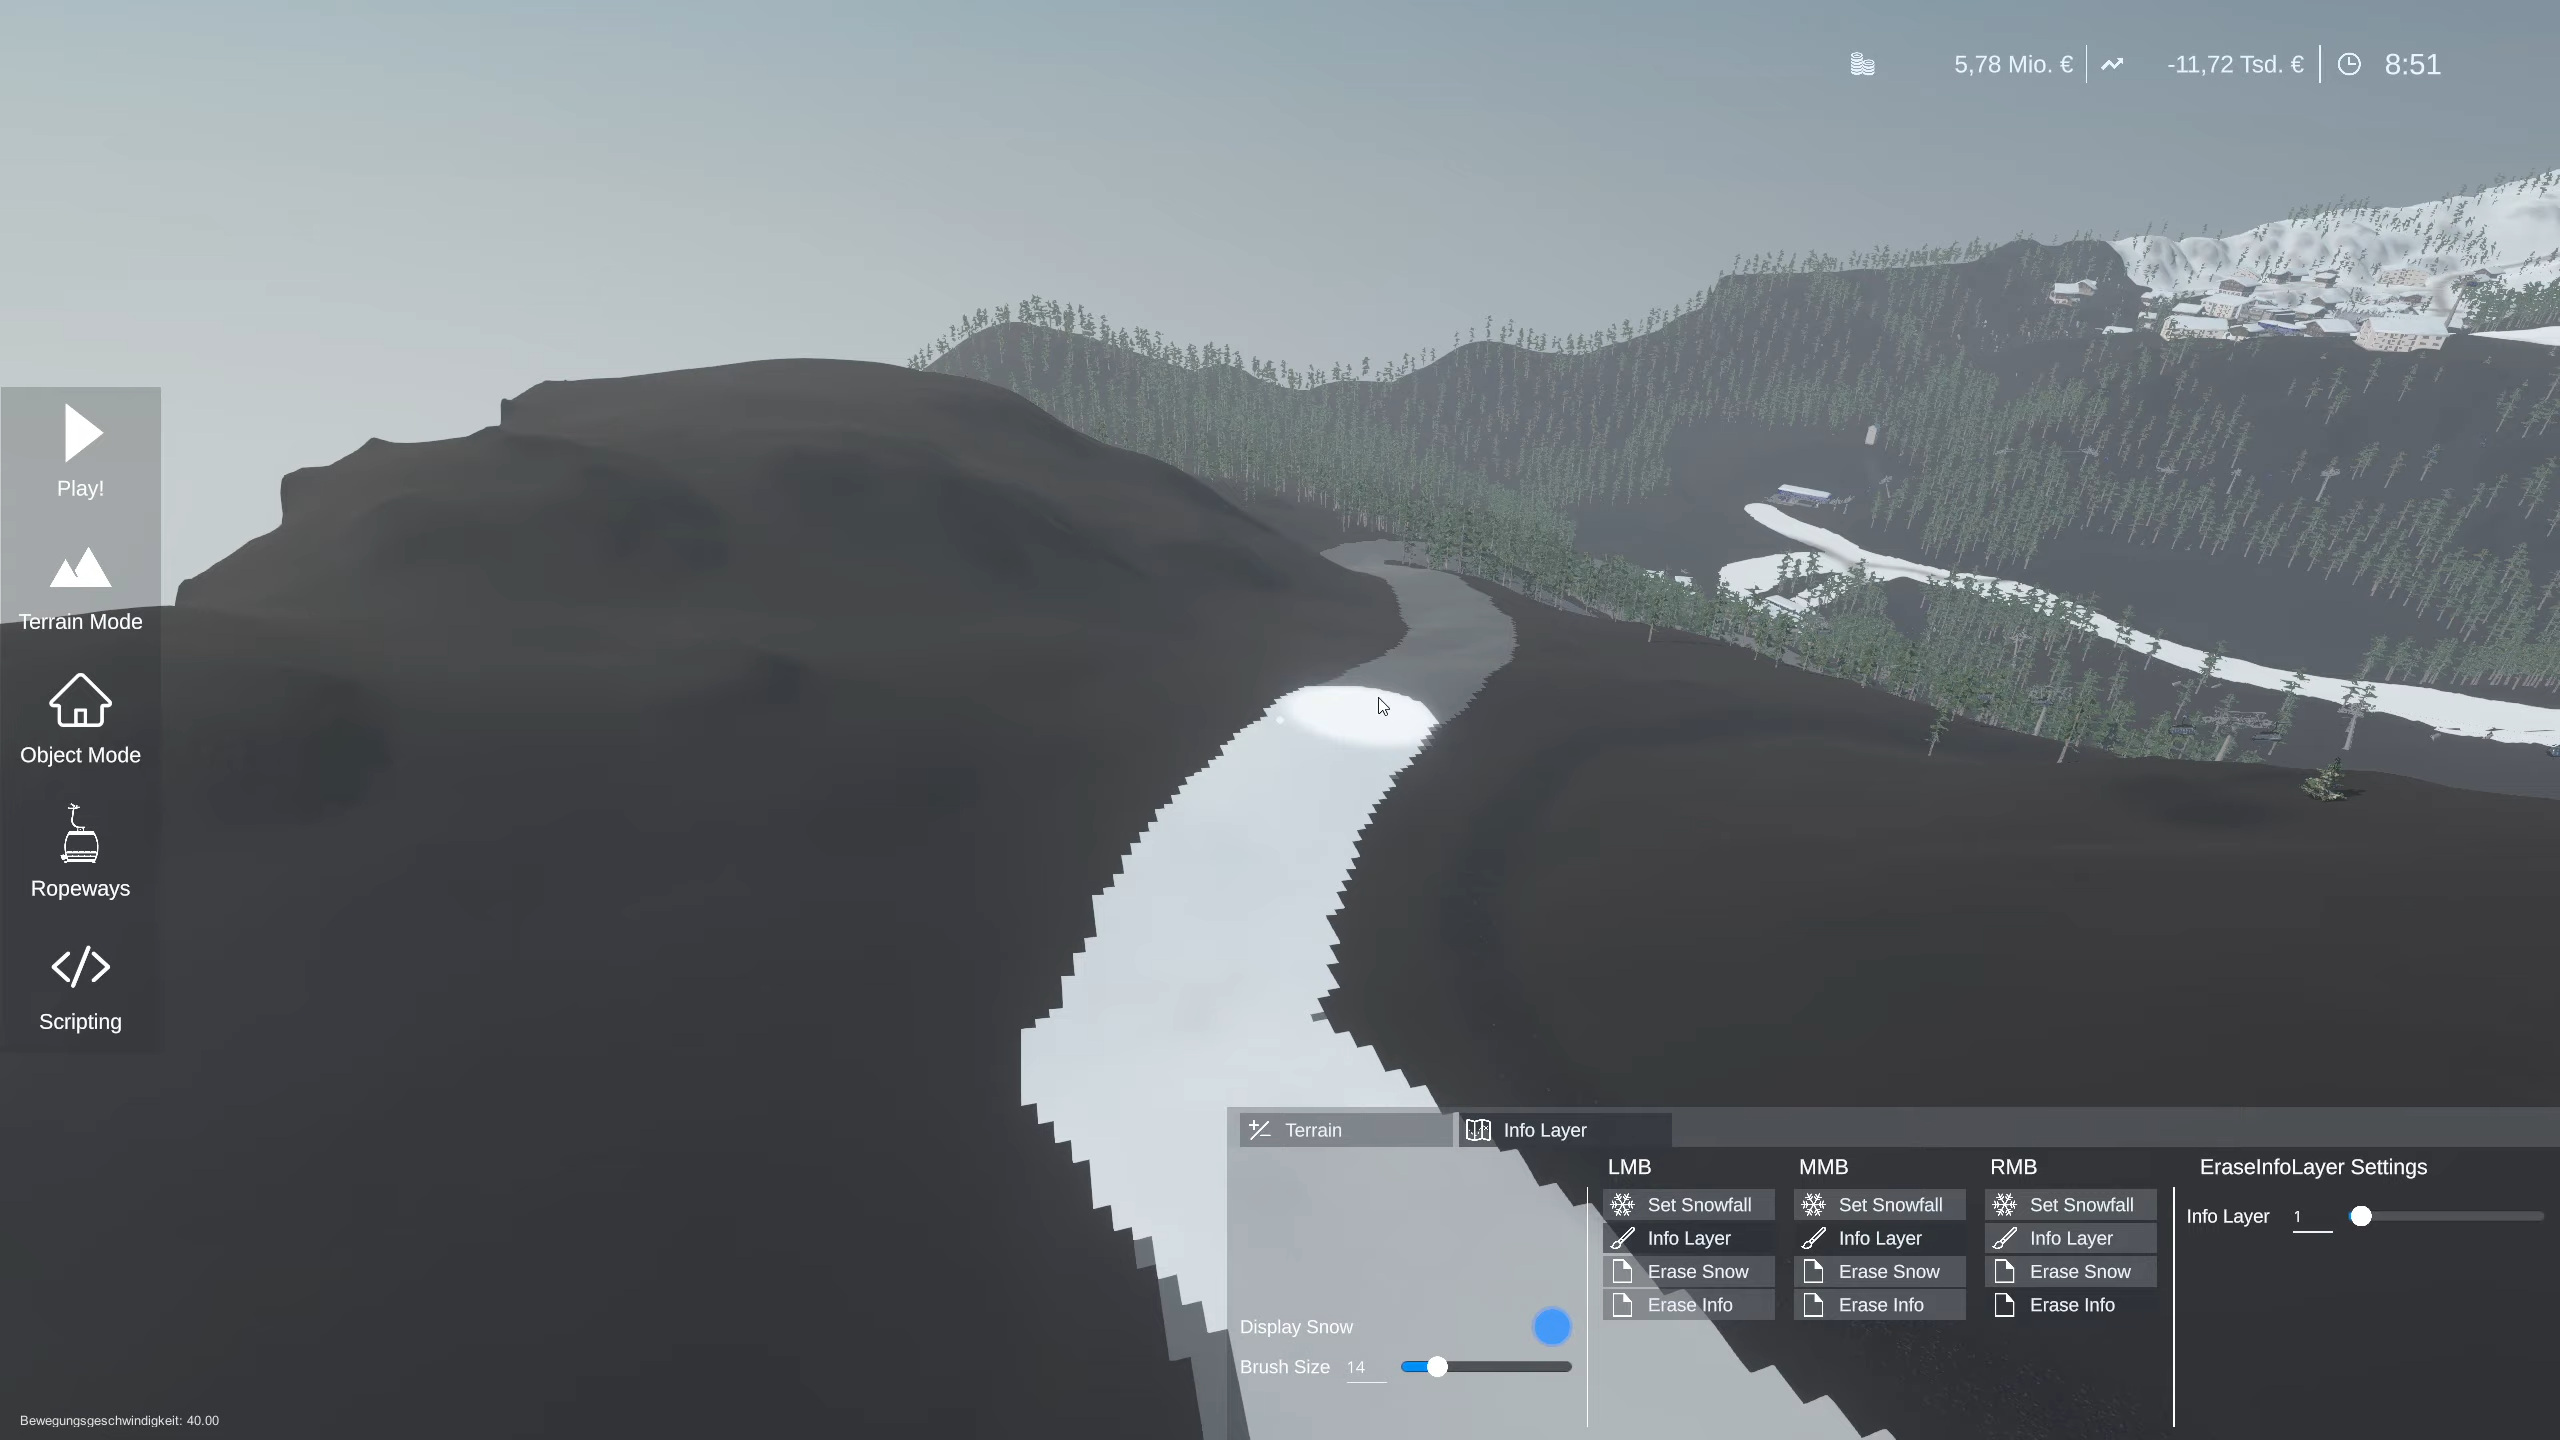 5,78 Mio. € -11,72 Tsd. € 8:51
Play!
Terrain Mode
Object Mode
Ropeways
Scripting
Terrain Info Layer
LMB MMB RMB EraseInfoLayer Settings
Set Snowfall Set Snowfall Set Snowfall Info Layer 1
Info Layer Info Layer Info Layer
Erase Snow Erase Snow Erase Snow
Erase Info Erase Info Erase Info
Display Snow
Brush Size 14
Bewegungsgeschwindigkeit: 40.00